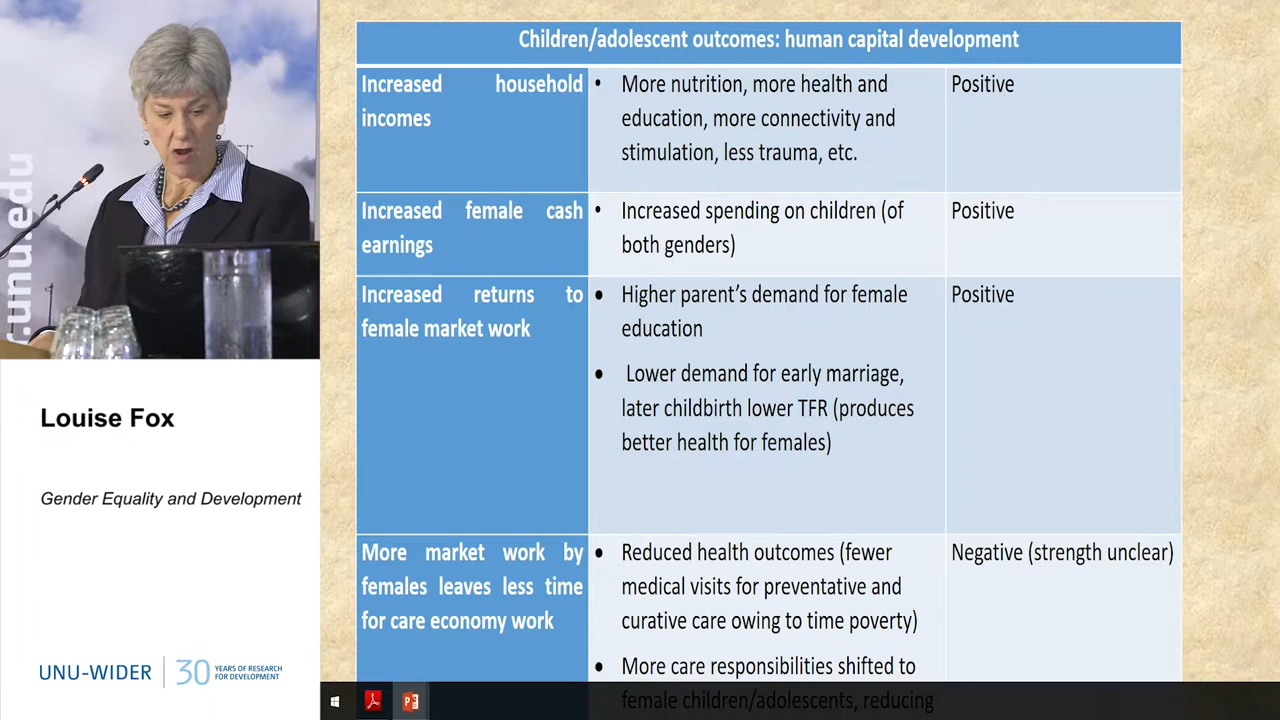 Children/adolescent outcomes: human capital development
Increased household
incomes
• More nutrition, more health and
education, more connectivity and
stimulation, less trauma, etc.
Positive
Increased female cash
earnings
• Increased spending on children (of
both genders)
Positive
Increased returns to
female market work
• Higher parent's demand for female
education
• Lower demand for early marriage,
later childbirth lower TFR (produces
better health for females)
Positive
More market work by
females leaves less time
for care economy work
• Reduced health outcomes (fewer
medical visits for preventative and
curative care owing to time poverty)
• More care responsibilities shifted to
female children/adolescents, reducing
Negative (strength unclear)
r.unu.edu
Louise Fox
Gender Equality and Development
UNU-WIDER
30 YEARS OF RESEARCH
FOR DEVELOPMENT